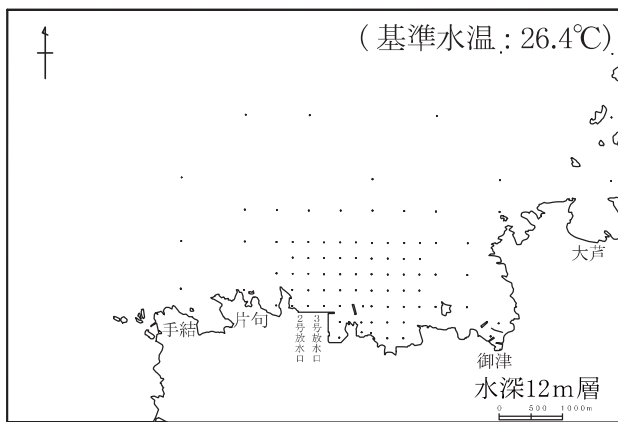 (基準水温：26.4℃)
大芦
手結
片句
2号放水口
3号放水口
御津
水深12m層
0 500 1000m